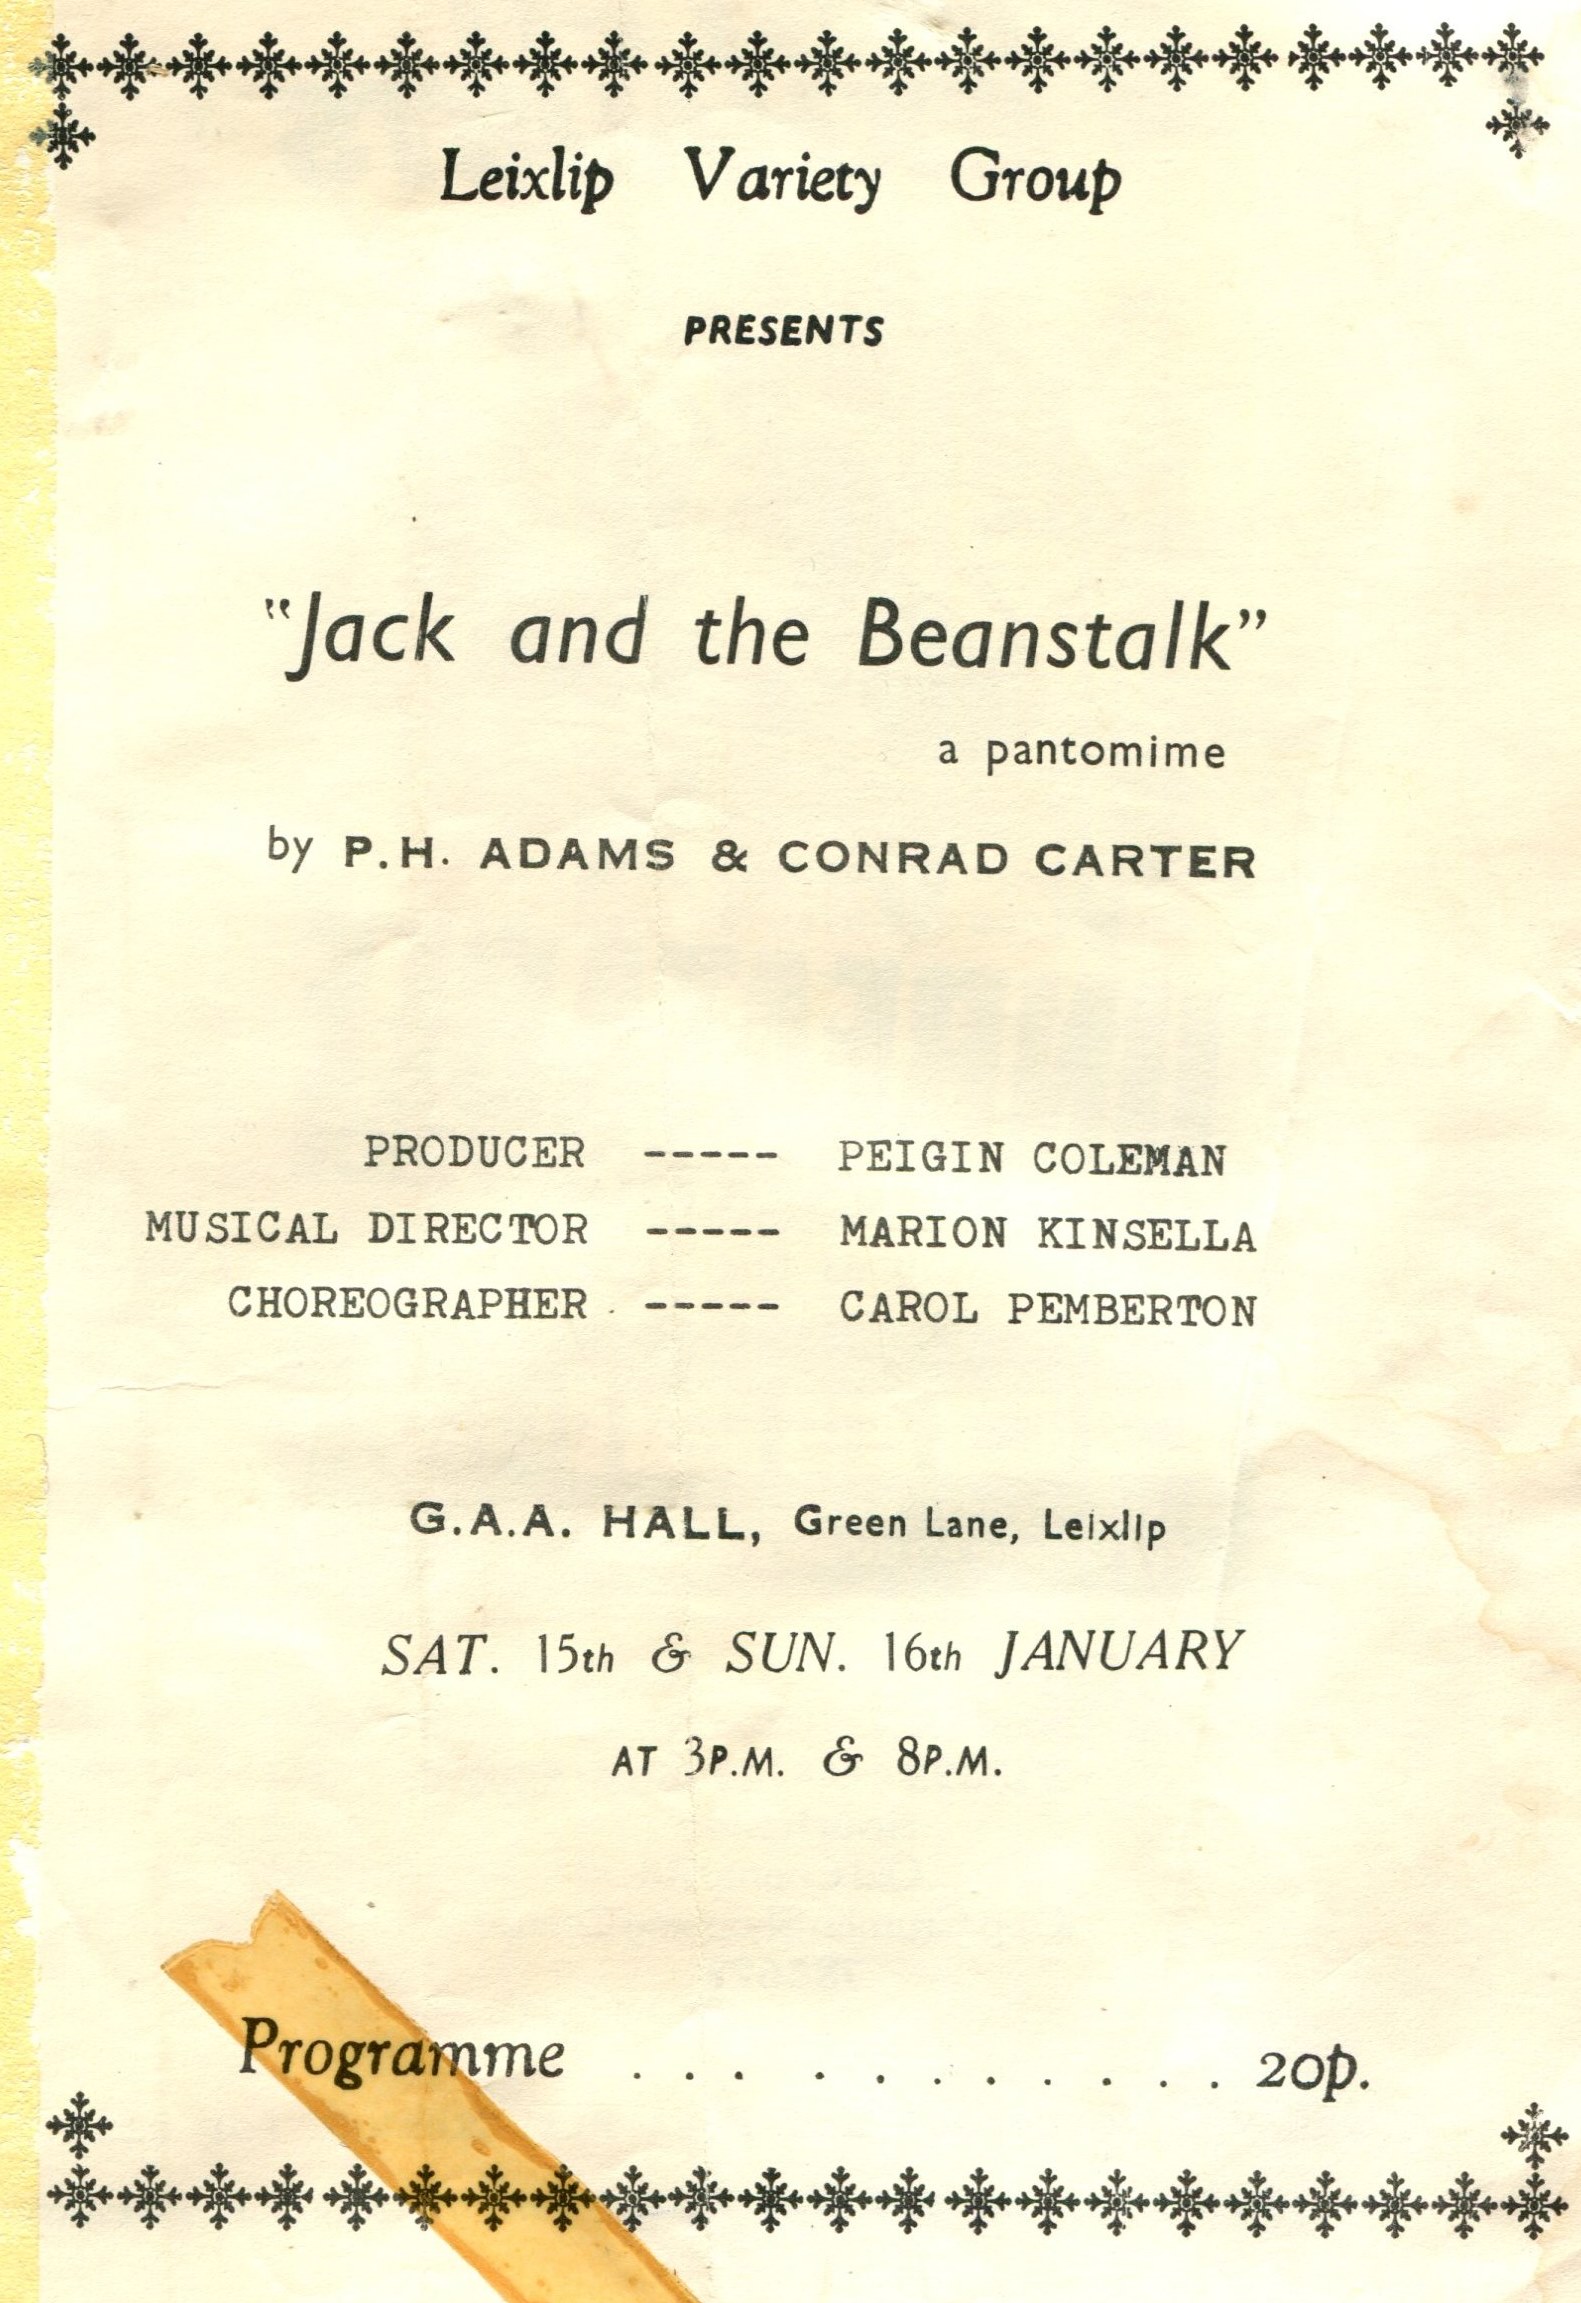 Leixlip Variety Group
PRESENTS
"Jack and the Beanstalk"
a pantomime
by P.H. ADAMS & CONRAD CARTER
PRODUCER ----- PEIGIN COLEMAN
MUSICAL DIRECTOR ----- MARION KINSELLA
CHOREOGRAPHER ----- CAROL PEMBERTON
G.A.A. HALL, Green Lane, Leixlip
SAT. 15th & SUN. 16th JANUARY
AT 3P.M. & 8P.M.
Programme . . . . . . . . . . 20p.